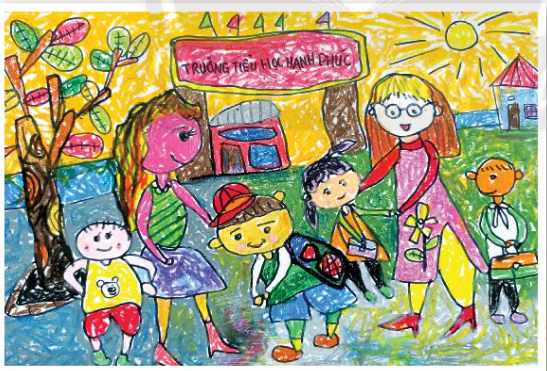 TRƯỜNG TIỂU HỌC HẠNH PHÚC